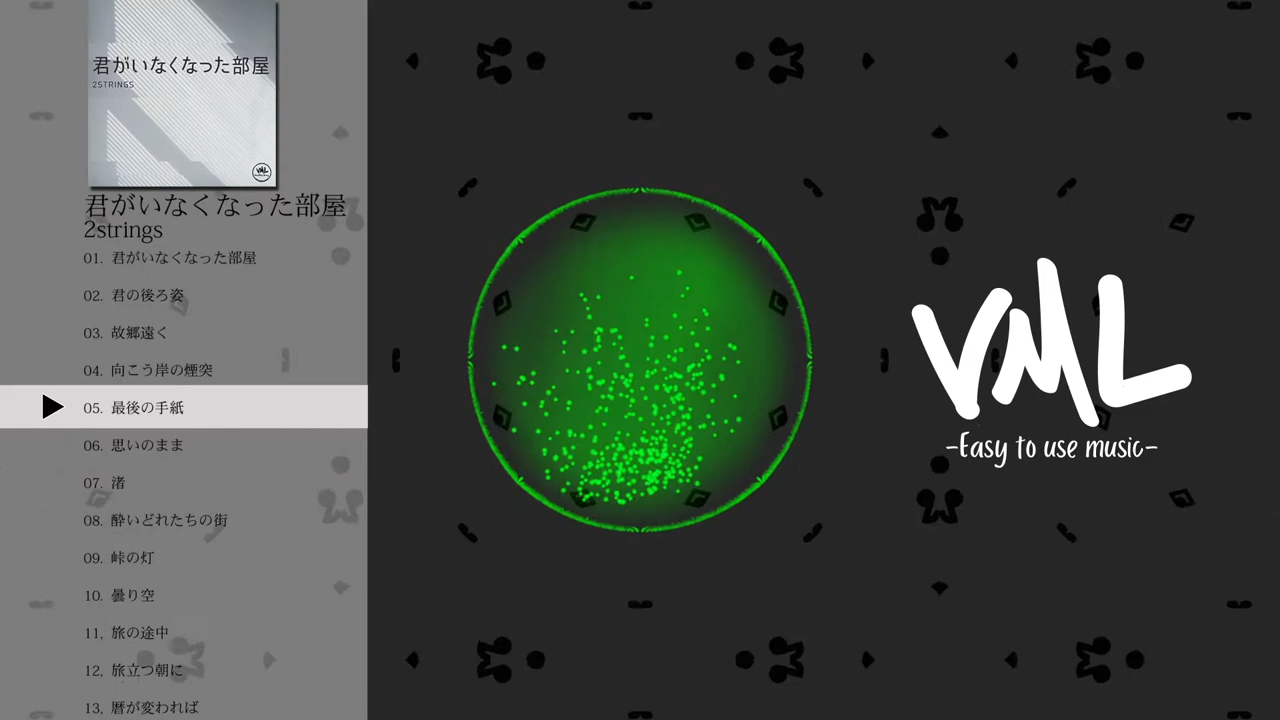 君がいなくなった部屋
2STRINGS
VML
君がいなくなった部屋
2strings
01. 君がいなくなった部屋
02. 君の後ろ姿
03. 故郷遠く
04. 向こう岸の煙突
05. 最後の手紙
06. 思いのまま
07. 渚
08. 酔いどれたちの街
09. 峠の灯
10. 曇り空
11, 旅の途中
12, 旅立つ朝に
13, 暦が変われば
VML
-Easy to use music-